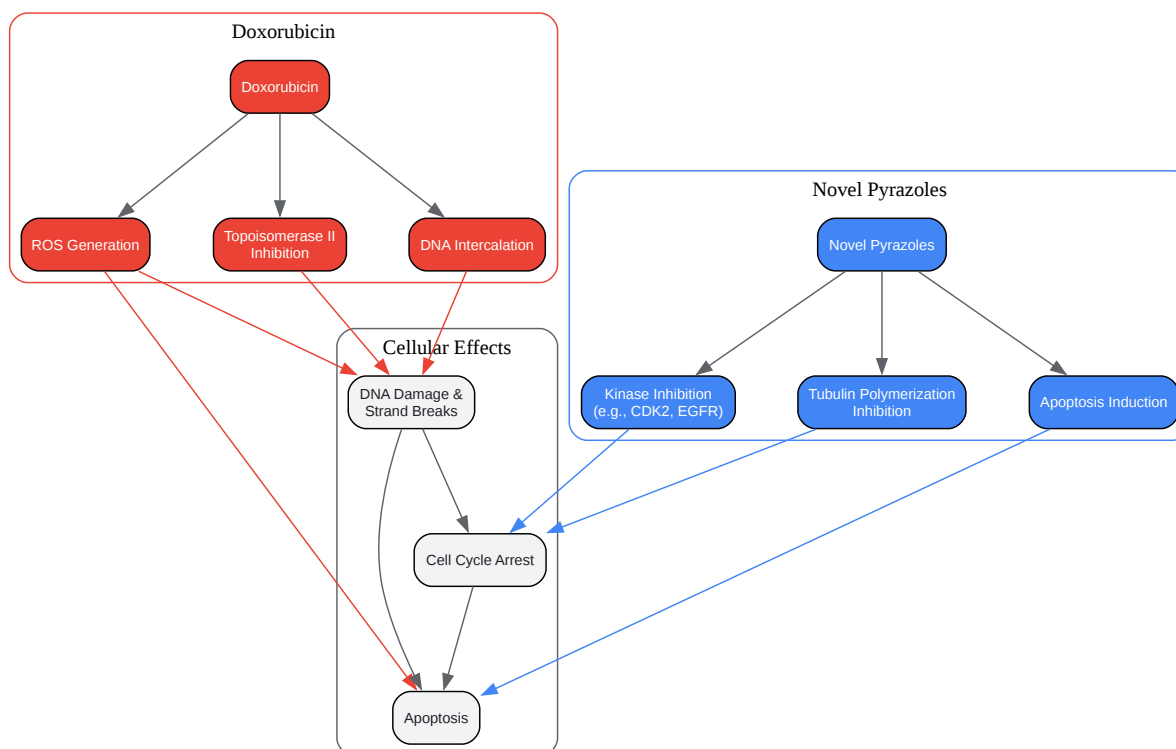 Doxorubicin
Doxorubicin
ROS Generation
Topoisomerase II
Inhibition
DNA Intercalation
Novel Pyrazoles
Novel Pyrazoles
Kinase Inhibition
(e.g., CDK2, EGFR)
Tubulin Polymerization
Inhibition
Apoptosis Induction
Cellular Effects
DNA Damage &
Strand Breaks
Cell Cycle Arrest
Apoptosis